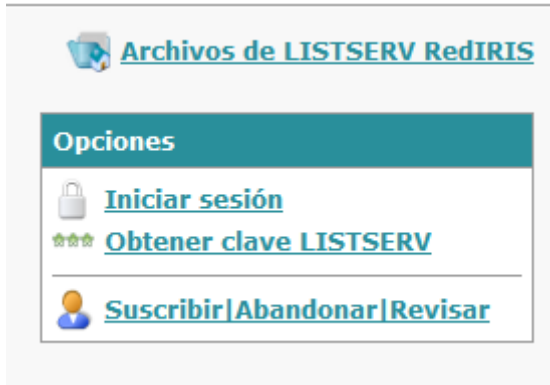 Archivos de LISTSERV RedIRIS
Opciones
Iniciar sesión
Obtener clave LISTSERV
Suscribir|Abandonar|Revisar